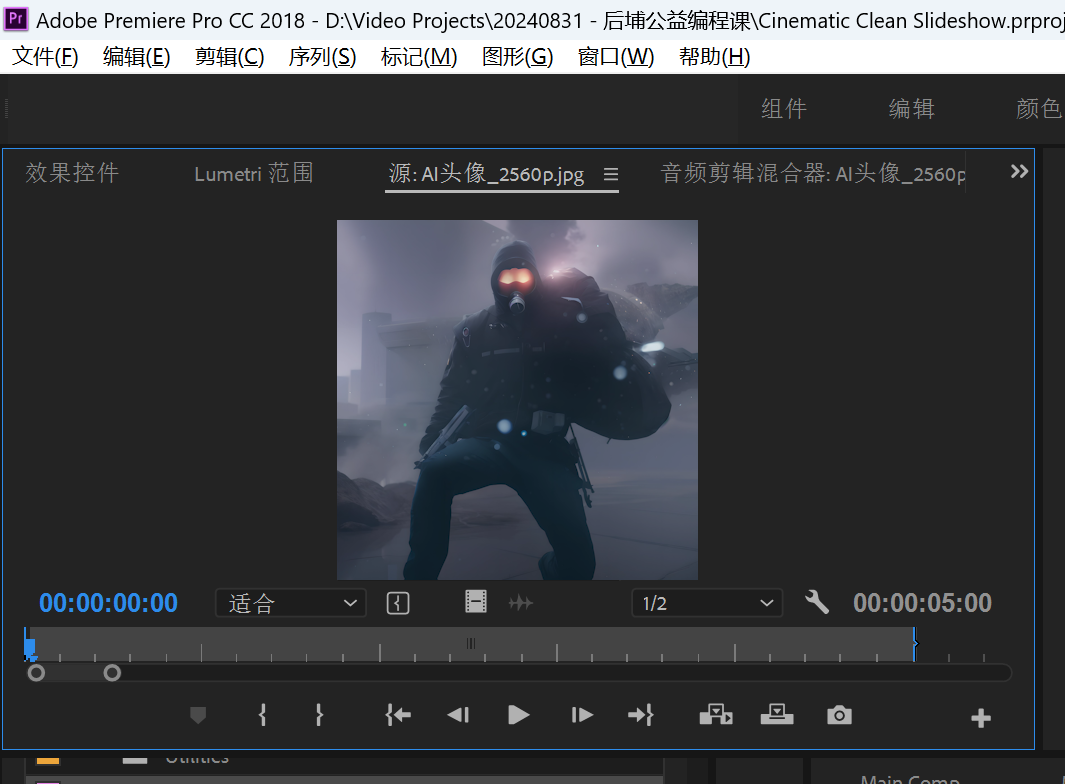 Pr Adobe Premiere Pro CC 2018 - D:\Video Projects\20240831 - 后埔公益编程课\Cinematic Clean Slideshow.prproj
文件(F) 编辑(E) 剪辑(C) 序列(S) 标记(M) 图形(G) 窗口(W) 帮助(H)
组件 编辑 颜色
效果控件 Lumetri 范围 源: AI头像_2560p.jpg 音频剪辑混合器: AI头像_2560p
00:00:00:00 适合 1/2 00:00:05:00
Utilities
Main Comp